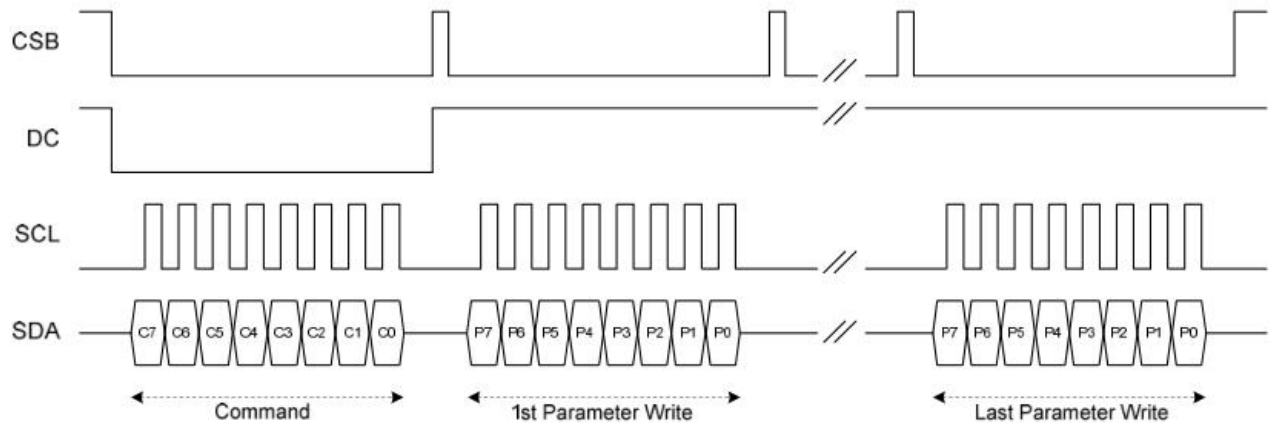 CSB
DC
SCL
SDA
C7 C6 C5 C4 C3 C2 C1 C0 P7 P6 P5 P4 P3 P2 P1 P0 P7 P6 P5 P4 P3 P2 P1 P0
Command 1st Parameter Write Last Parameter Write